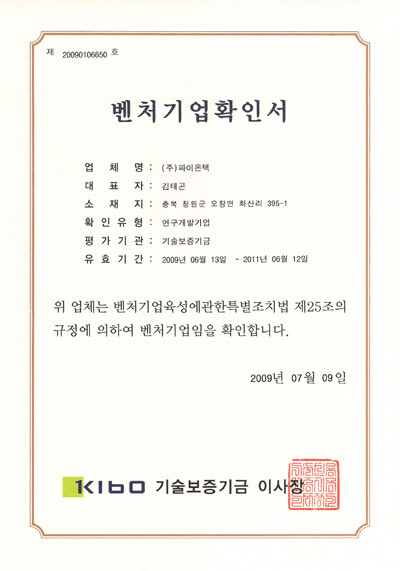 제 20090106650 호
벤처기업확인서
업 체 명 : (주)파이온텍
대 표 자 : 김태곤
소 재 지 : 충북 청원군 오창면 화산리 395-1
확 인 유 형 : 연구개발기업
평 가 기 관 : 기술보증기금
유 효 기 간 : 2009년 06월 13일 ~ 2011년 06월 12일
위 업체는 벤처기업육성에관한특별조치법 제25조의
규정에 의하여 벤처기업임을 확인합니다.
2009년 07월 09일
KIBO 기술보증기금 이사장